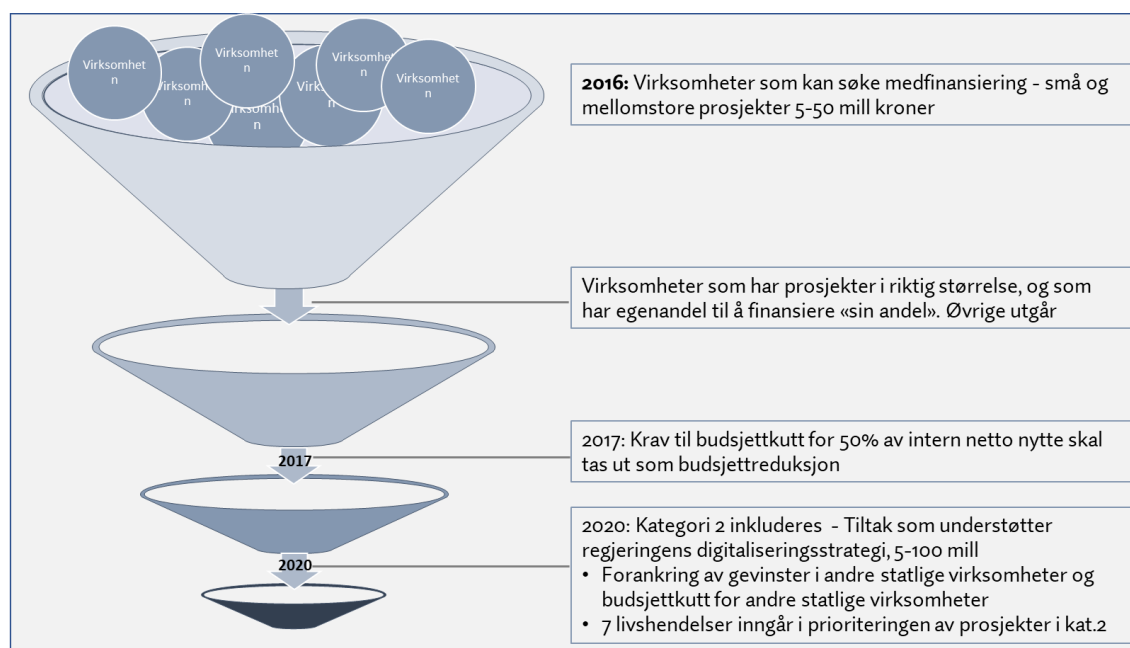 Virksomhet
n
Virksomhet
n
Virksomhet
n
Virksomhet
n
2016: Virksomheter som kan søke medfinansiering - små og
mellomstore prosjekter 5-50 mill kroner
Virksomheter som har prosjekter i riktig størrelse, og som
har egenandel til å finansiere «sin andel». Øvrige utgår
2017
2017: Krav til budsjettkutt for 50% av intern netto nytte skal
tas ut som budsjettreduksjon
2020
2020: Kategori 2 inkluderes - Tiltak som understøtter
regjeringens digitaliseringsstrategi, 5-100 mill
• Forankring av gevinster i andre statlige virksomheter og
budsjettkutt for andre statlige virksomheter
• 7 livshendelser inngår i prioriteringen av prosjekter i kat.2